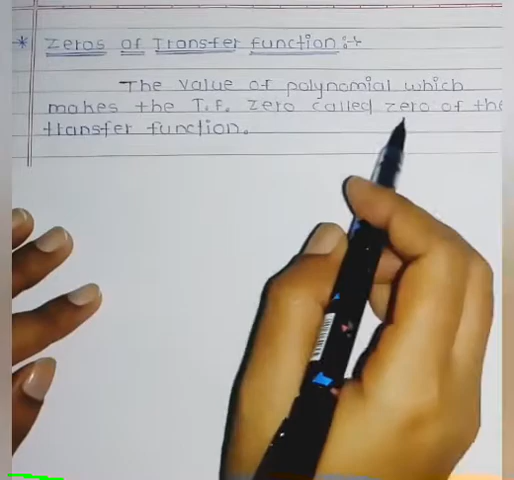 * Zeros of Transfer function :-
The value of polynomial which
makes the T.F. zero called zero of the
transfer function.